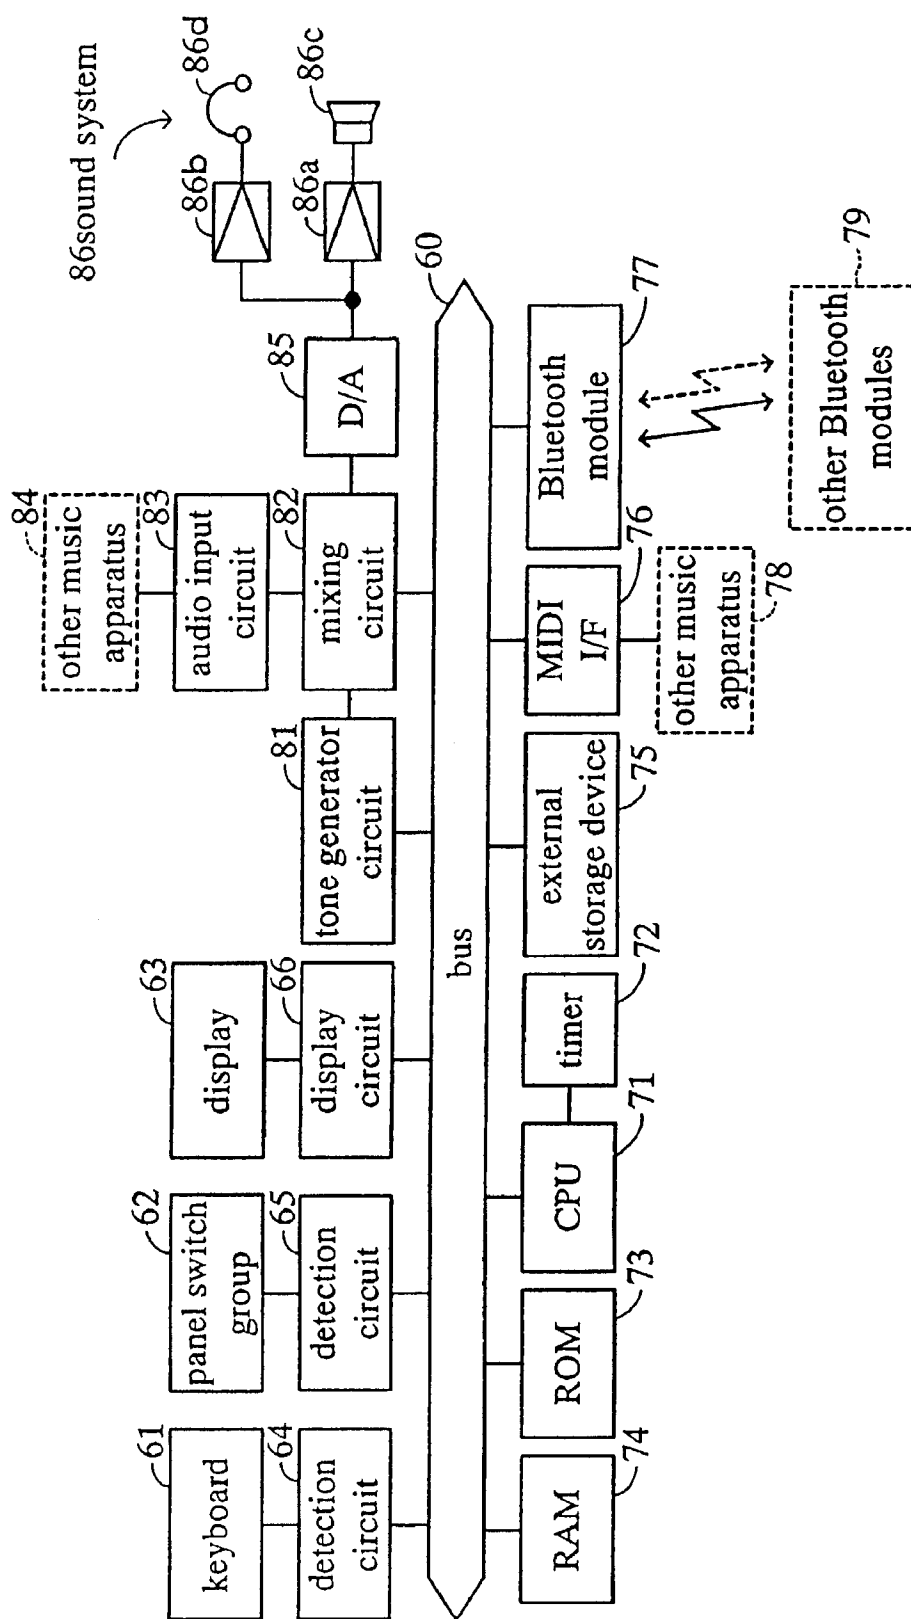 86sound system
86d
86b
86c
86a
85
D/A
84
other music
apparatus
83
audio input
circuit
82
mixing
circuit
81
tone generator
circuit
63
display
66
display
circuit
62
panel switch
group
65
detection
circuit
61
keyboard
64
detection
circuit
60
bus
RAM
74
ROM
73
CPU
71
timer
72
external
storage device
75
MIDI
I/F
76
other music
apparatus
78
Bluetooth
module
77
other Bluetooth
modules
79